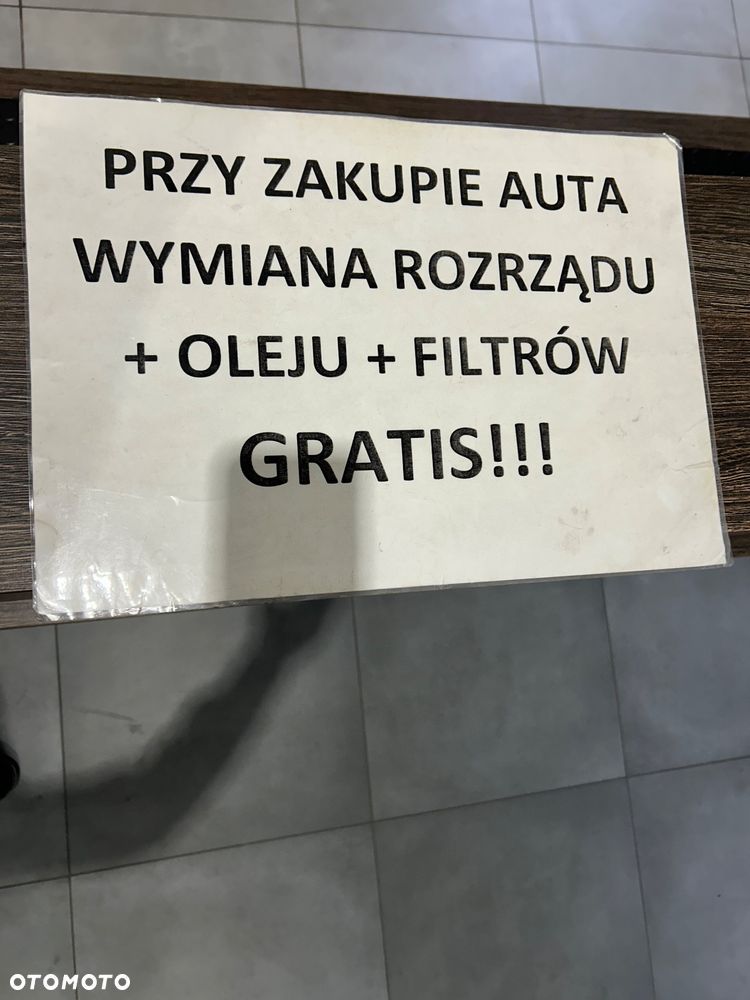 PRZY ZAKUPIE AUTA
WYMIANA ROZRZĄDU
+ OLEJU + FILTRÓW
GRATIS!!!
OTOMOTO